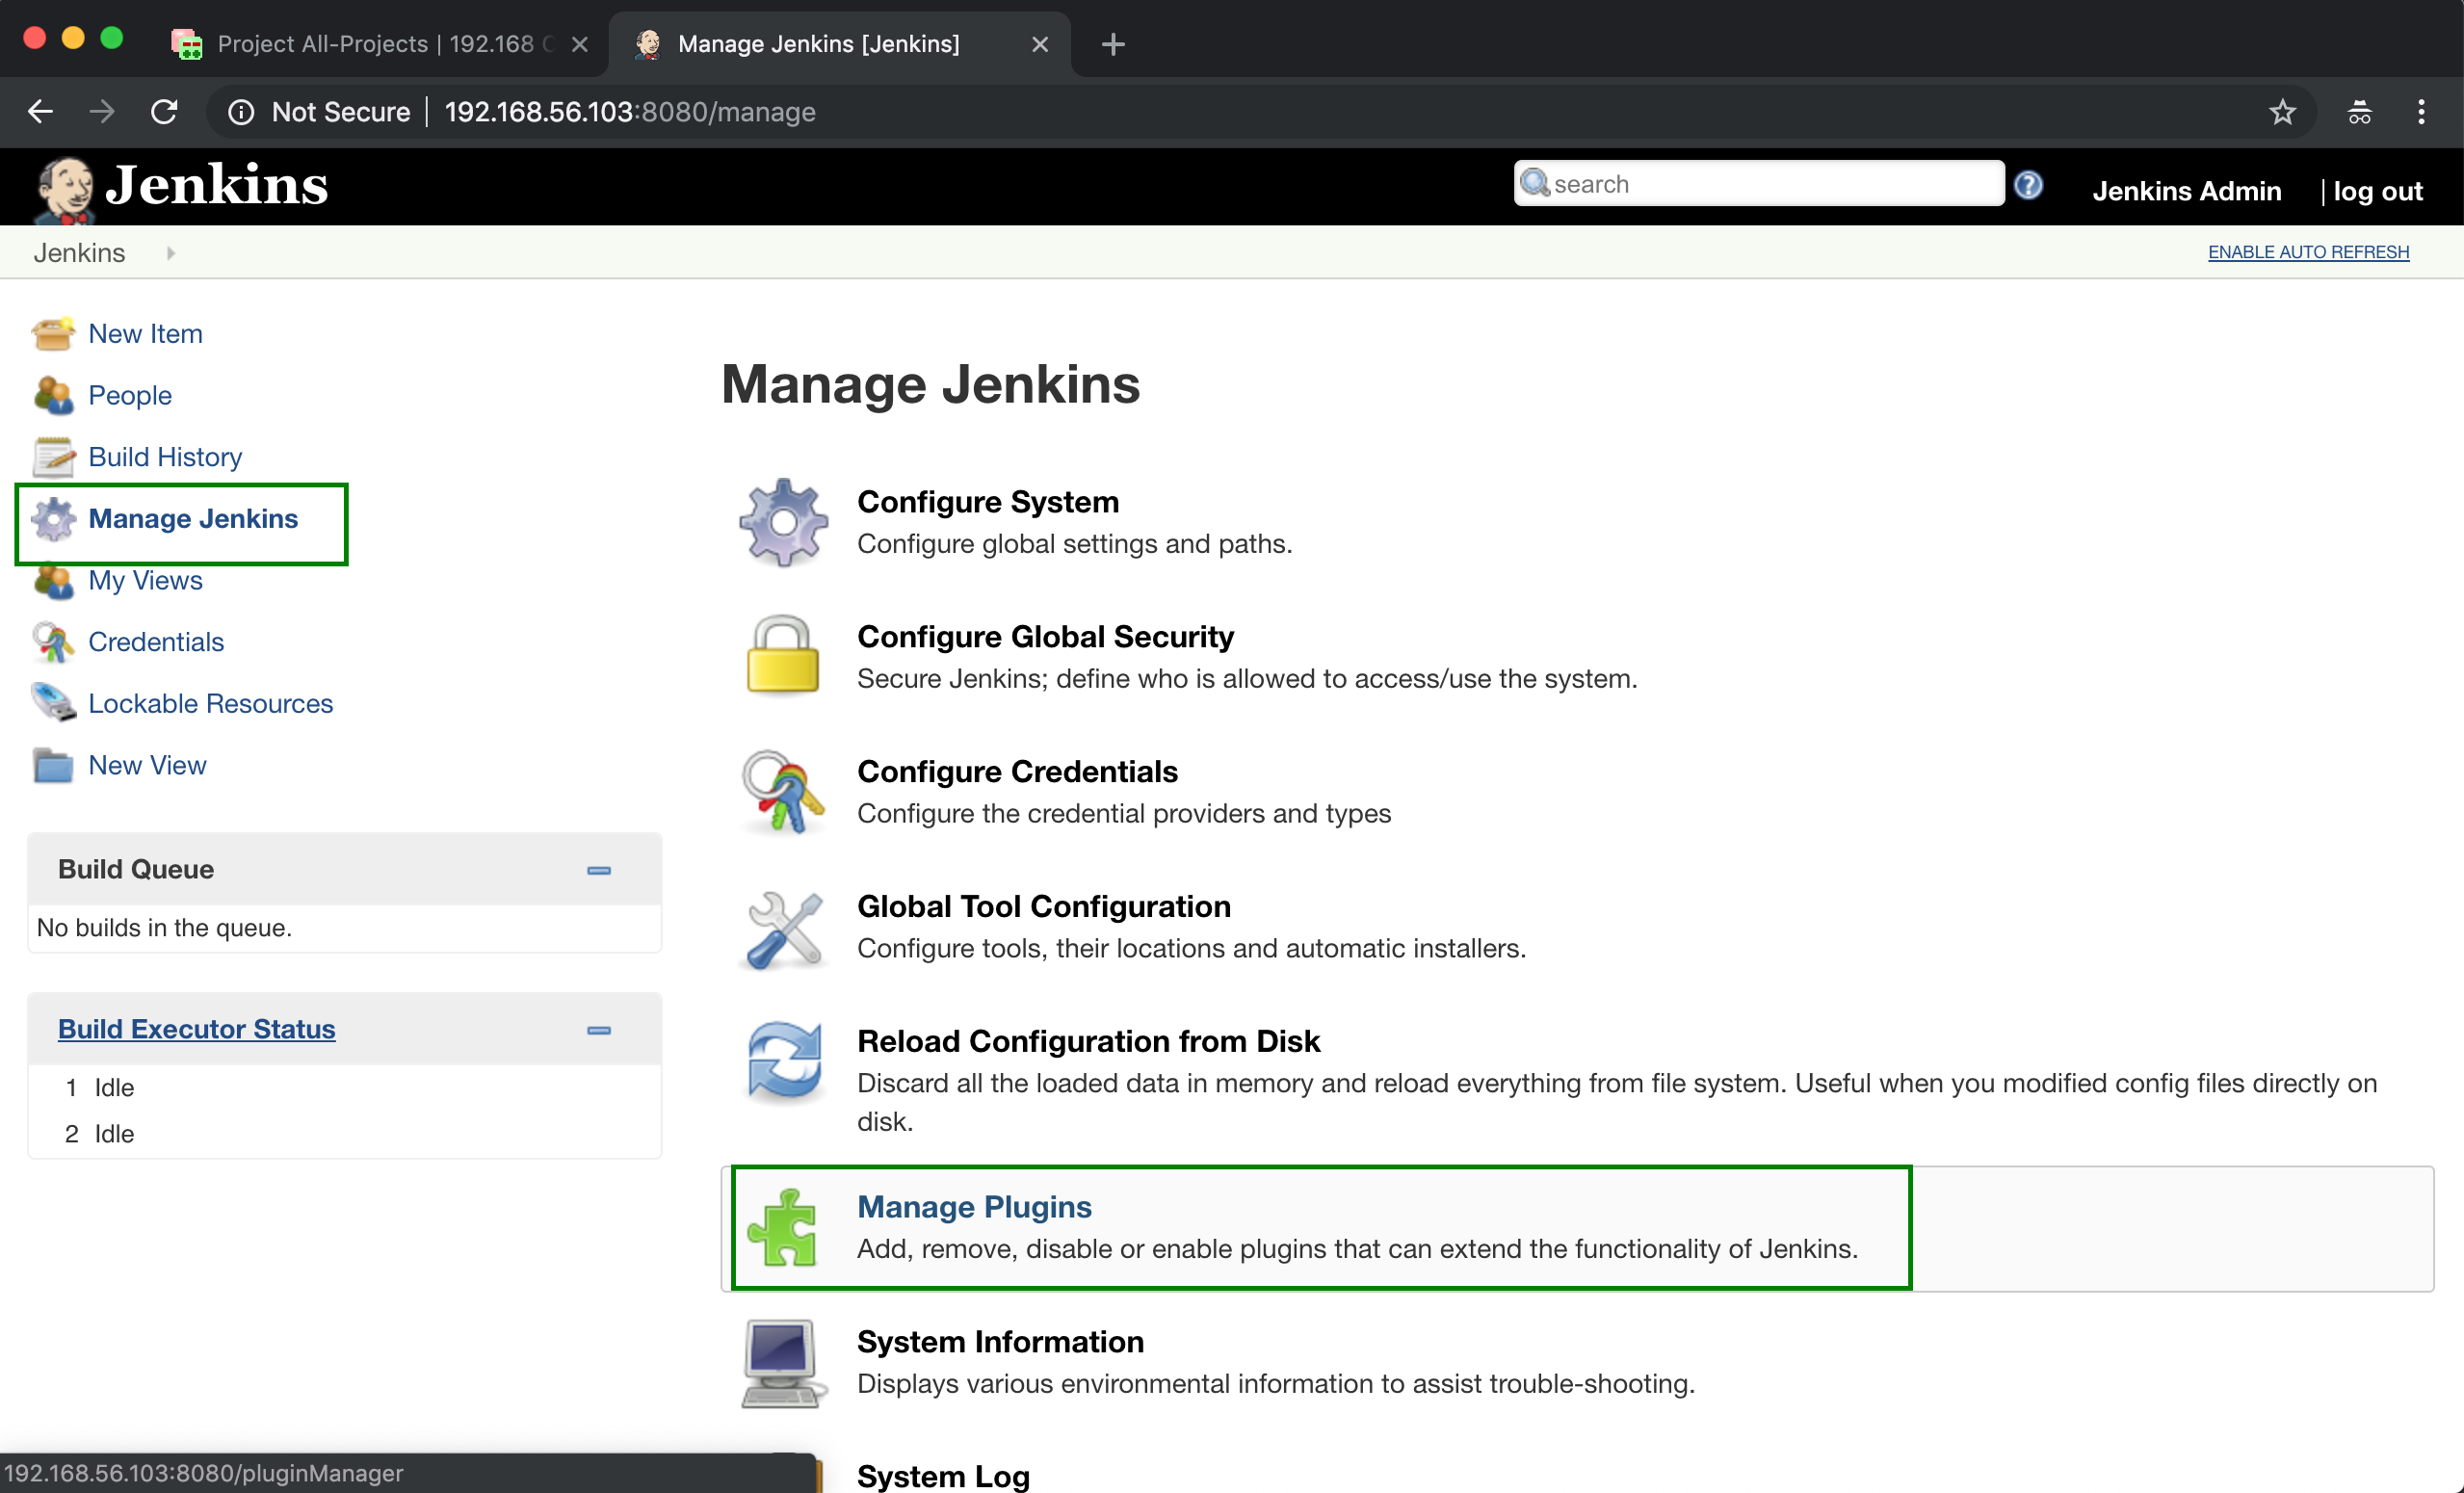 Project All-Projects | 192.168
Manage Jenkins [Jenkins]
Not Secure | 192.168.56.103:8080/manage
Jenkins
search
Jenkins Admin | log out
Jenkins
ENABLE AUTO REFRESH
New Item
People
Build History
Manage Jenkins
My Views
Credentials
Lockable Resources
New View
Build Queue
No builds in the queue.
Build Executor Status
1 Idle
2 Idle
Manage Jenkins
Configure System
Configure global settings and paths.
Configure Global Security
Secure Jenkins; define who is allowed to access/use the system.
Configure Credentials
Configure the credential providers and types
Global Tool Configuration
Configure tools, their locations and automatic installers.
Reload Configuration from Disk
Discard all the loaded data in memory and reload everything from file system. Useful when you modified config files directly on
disk.
Manage Plugins
Add, remove, disable or enable plugins that can extend the functionality of Jenkins.
System Information
Displays various environmental information to assist trouble-shooting.
System Log
192.168.56.103:8080/pluginManager